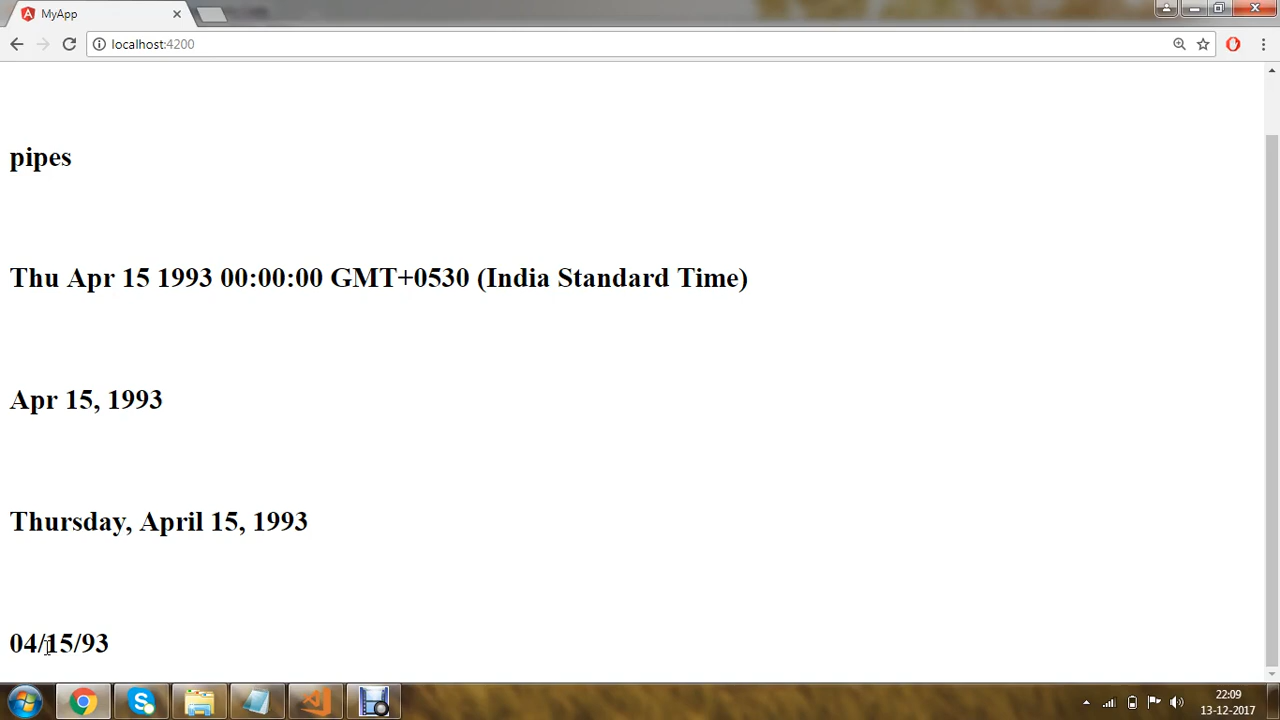 MyApp
localhost:4200
pipes
Thu Apr 15 1993 00:00:00 GMT+0530 (India Standard Time)
Apr 15, 1993
Thursday, April 15, 1993
04/15/93
22:09
13-12-2017